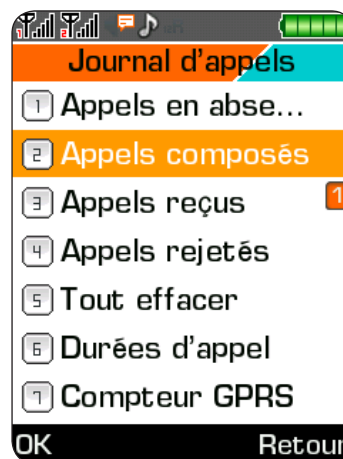 Journal d'appels
1 Appels en abse...
2 Appels composés
3 Appels reçus 1
4 Appels rejetés
5 Tout effacer
6 Durées d'appel
7 Compteur GPRS
OK Retour